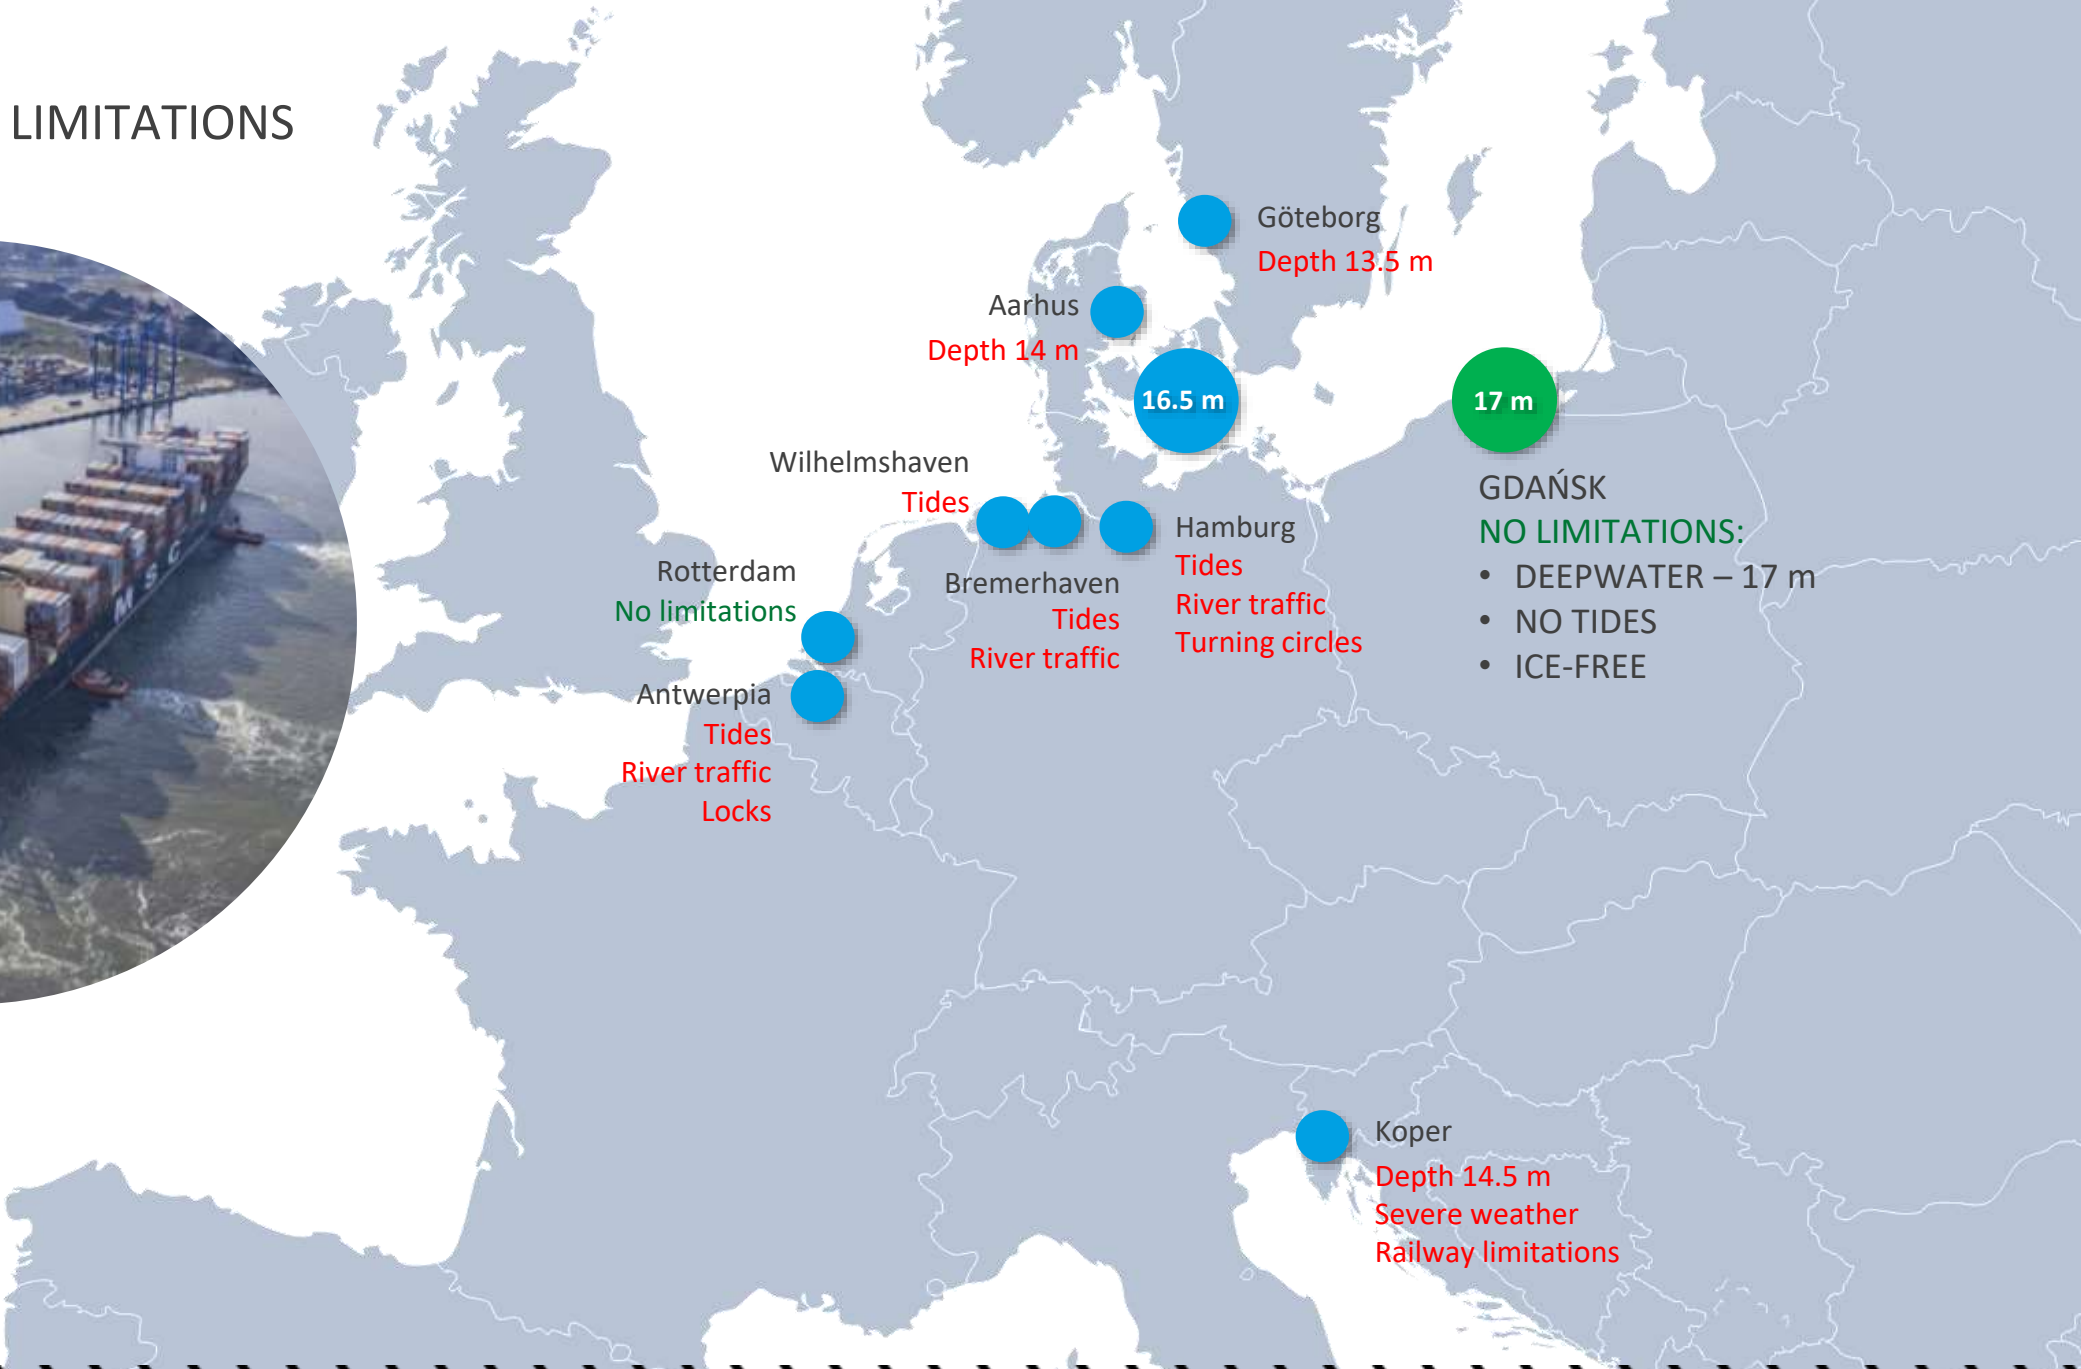 LIMITATIONS
Göteborg
Depth 13.5 m
Aarhus
Depth 14 m
16.5 m
17 m
Wilhelmshaven
Tides
GDAŃSK
NO LIMITATIONS:
• DEEPWATER – 17 m
• NO TIDES
• ICE-FREE
Hamburg
Tides
River traffic
Turning circles
Bremerhaven
Tides
River traffic
Rotterdam
No limitations
Antwerpia
Tides
River traffic
Locks
Koper
Depth 14.5 m
Severe weather
Railway limitations
M S C